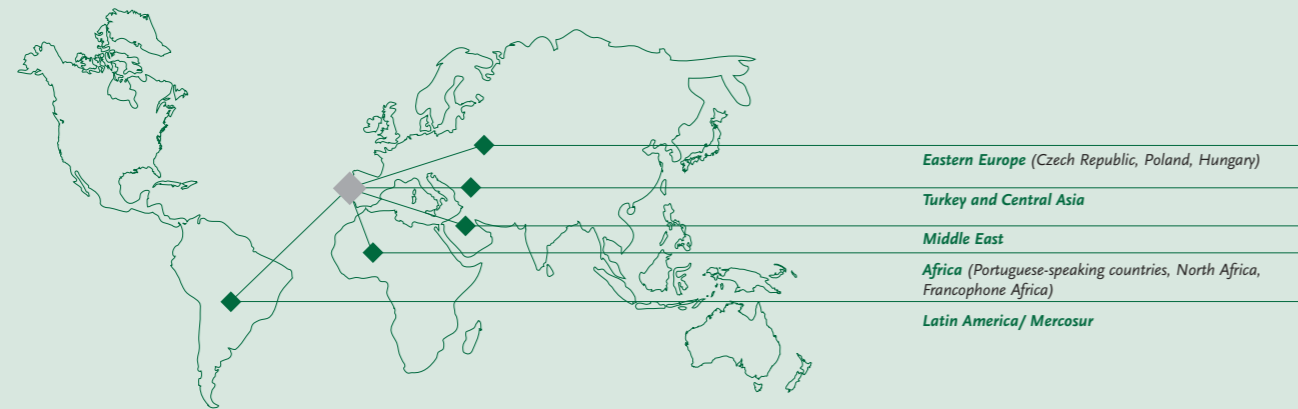 Eastern Europe (Czech Republic, Poland, Hungary)
Turkey and Central Asia
Middle East
Africa (Portuguese-speaking countries, North Africa,
Francophone Africa)
Latin America/ Mercosur